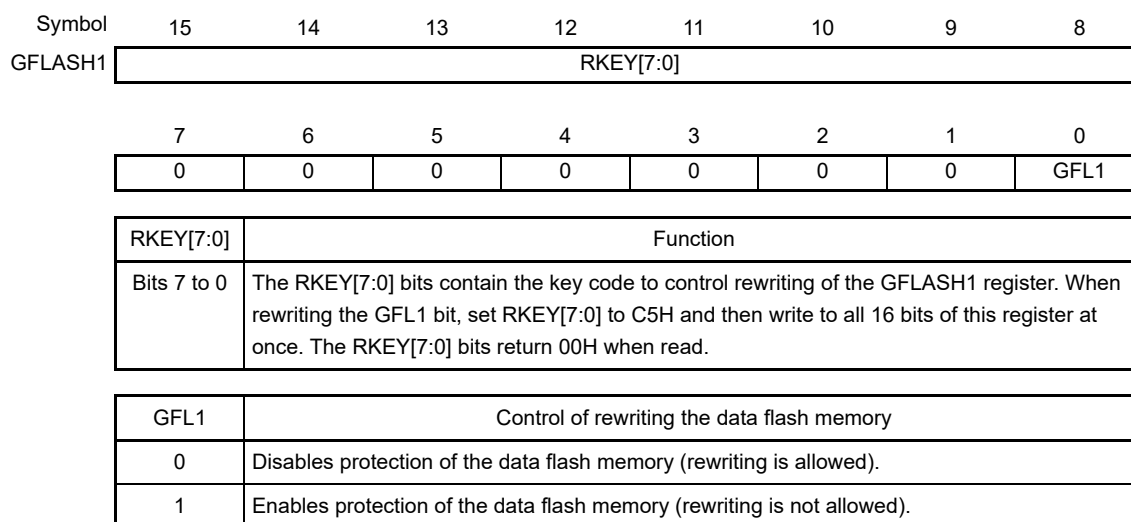 Symbol 15 14 13 12 11 10 9 8
GFLASH1 RKEY[7:0]
7 6 5 4 3 2 1 0
0 0 0 0 0 0 0 GFL1
RKEY[7:0] Function
Bits 7 to 0 The RKEY[7:0] bits contain the key code to control rewriting of the GFLASH1 register. When
rewriting the GFL1 bit, set RKEY[7:0] to C5H and then write to all 16 bits of this register at
once. The RKEY[7:0] bits return 00H when read.
GFL1 Control of rewriting the data flash memory
0 Disables protection of the data flash memory (rewriting is allowed).
1 Enables protection of the data flash memory (rewriting is not allowed).